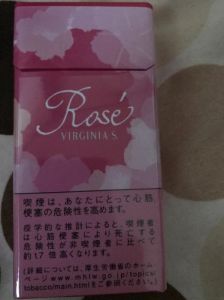 Rosé
VIRGINIA S.
喫煙は、あなたにとって心筋
梗塞の危険性を高めます。
疫学的な推計によると、喫煙者
は心筋梗塞により死亡する
危険性が非喫煙者に比べて
約1.7倍高くなります。
(詳細については、厚生労働省のホーム
ページ www.mhlw.go.jp/topics/
tobacco/main.htmlをご参照ください。)